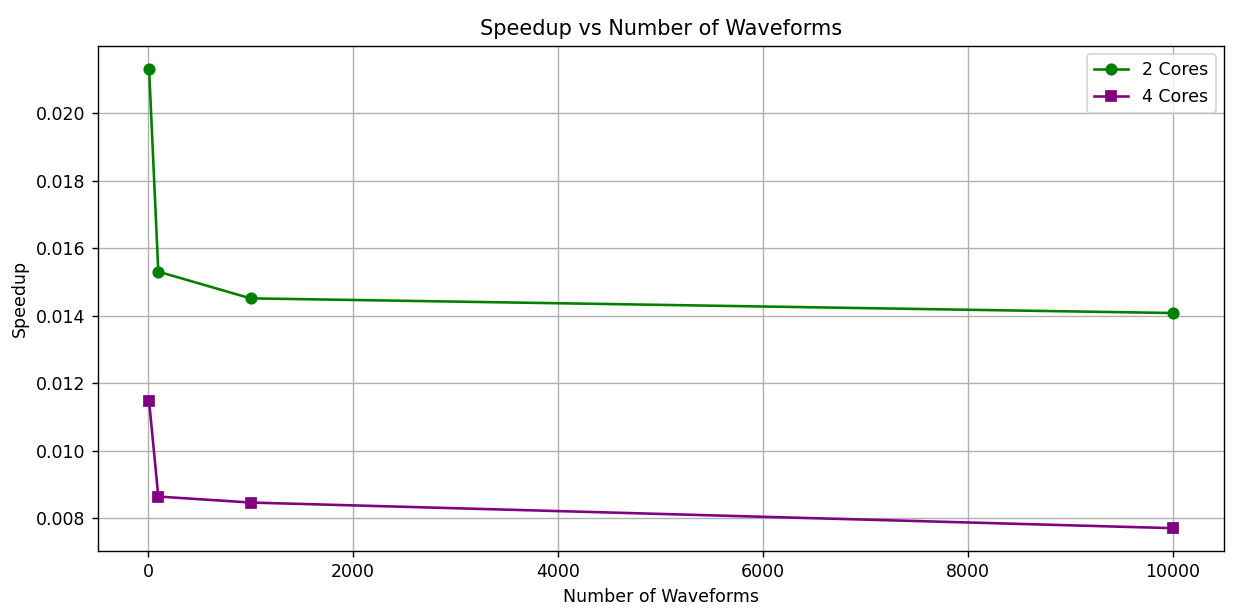 Speedup vs Number of Waveforms
2 Cores
4 Cores
Speedup
0.020
0.018
0.016
0.014
0.012
0.010
0.008
0
2000
4000
6000
8000
10000
Number of Waveforms